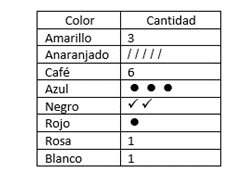 Color Cantidad
Amarillo 3
Anaranjado / / / / /
Café 6
Azul ● ● ●
Negro ✓ ✓
Rojo ●
Rosa 1
Blanco 1